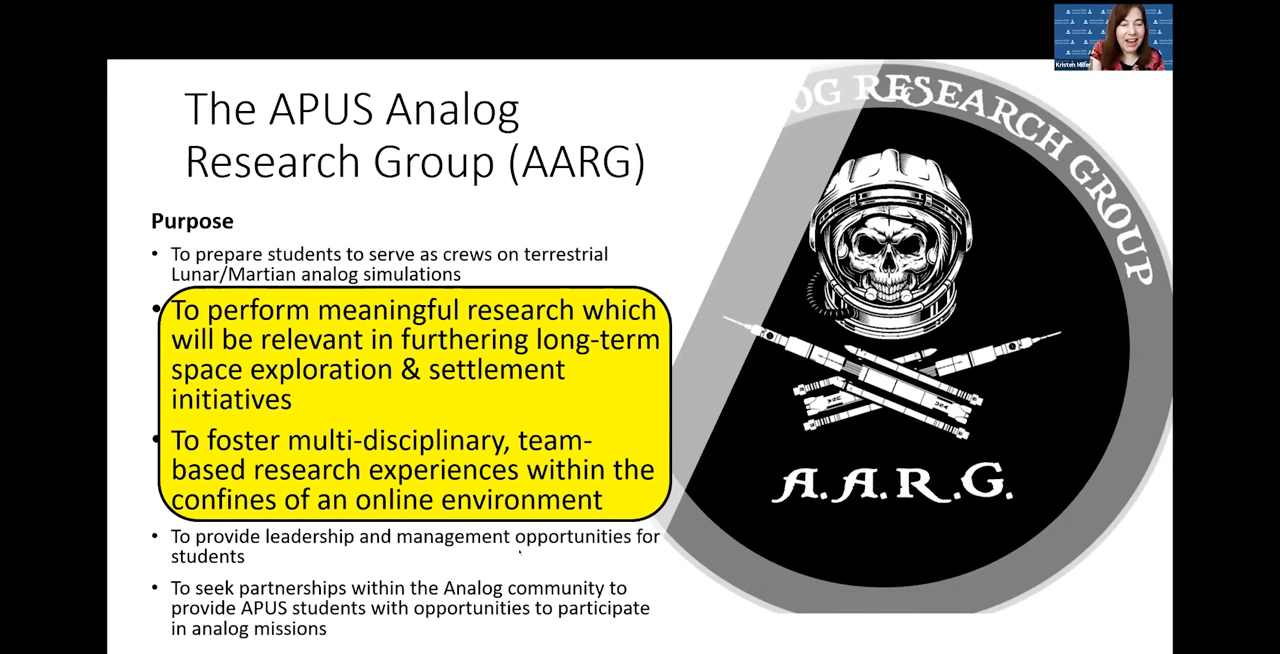 Kristen Miller
The APUS Analog
Research Group (AARG)
Purpose
• To prepare students to serve as crews on terrestrial
Lunar/Martian analog simulations
• To perform meaningful research which
will be relevant in furthering long-term
space exploration & settlement
initiatives
• To foster multi-disciplinary, team-
based research experiences within the
confines of an online environment
• To provide leadership and management opportunities for
students
• To seek partnerships within the Analog community to
provide APUS students with opportunities to participate
in analog missions
OG RESEARCH GROUP
A.A.R.G.